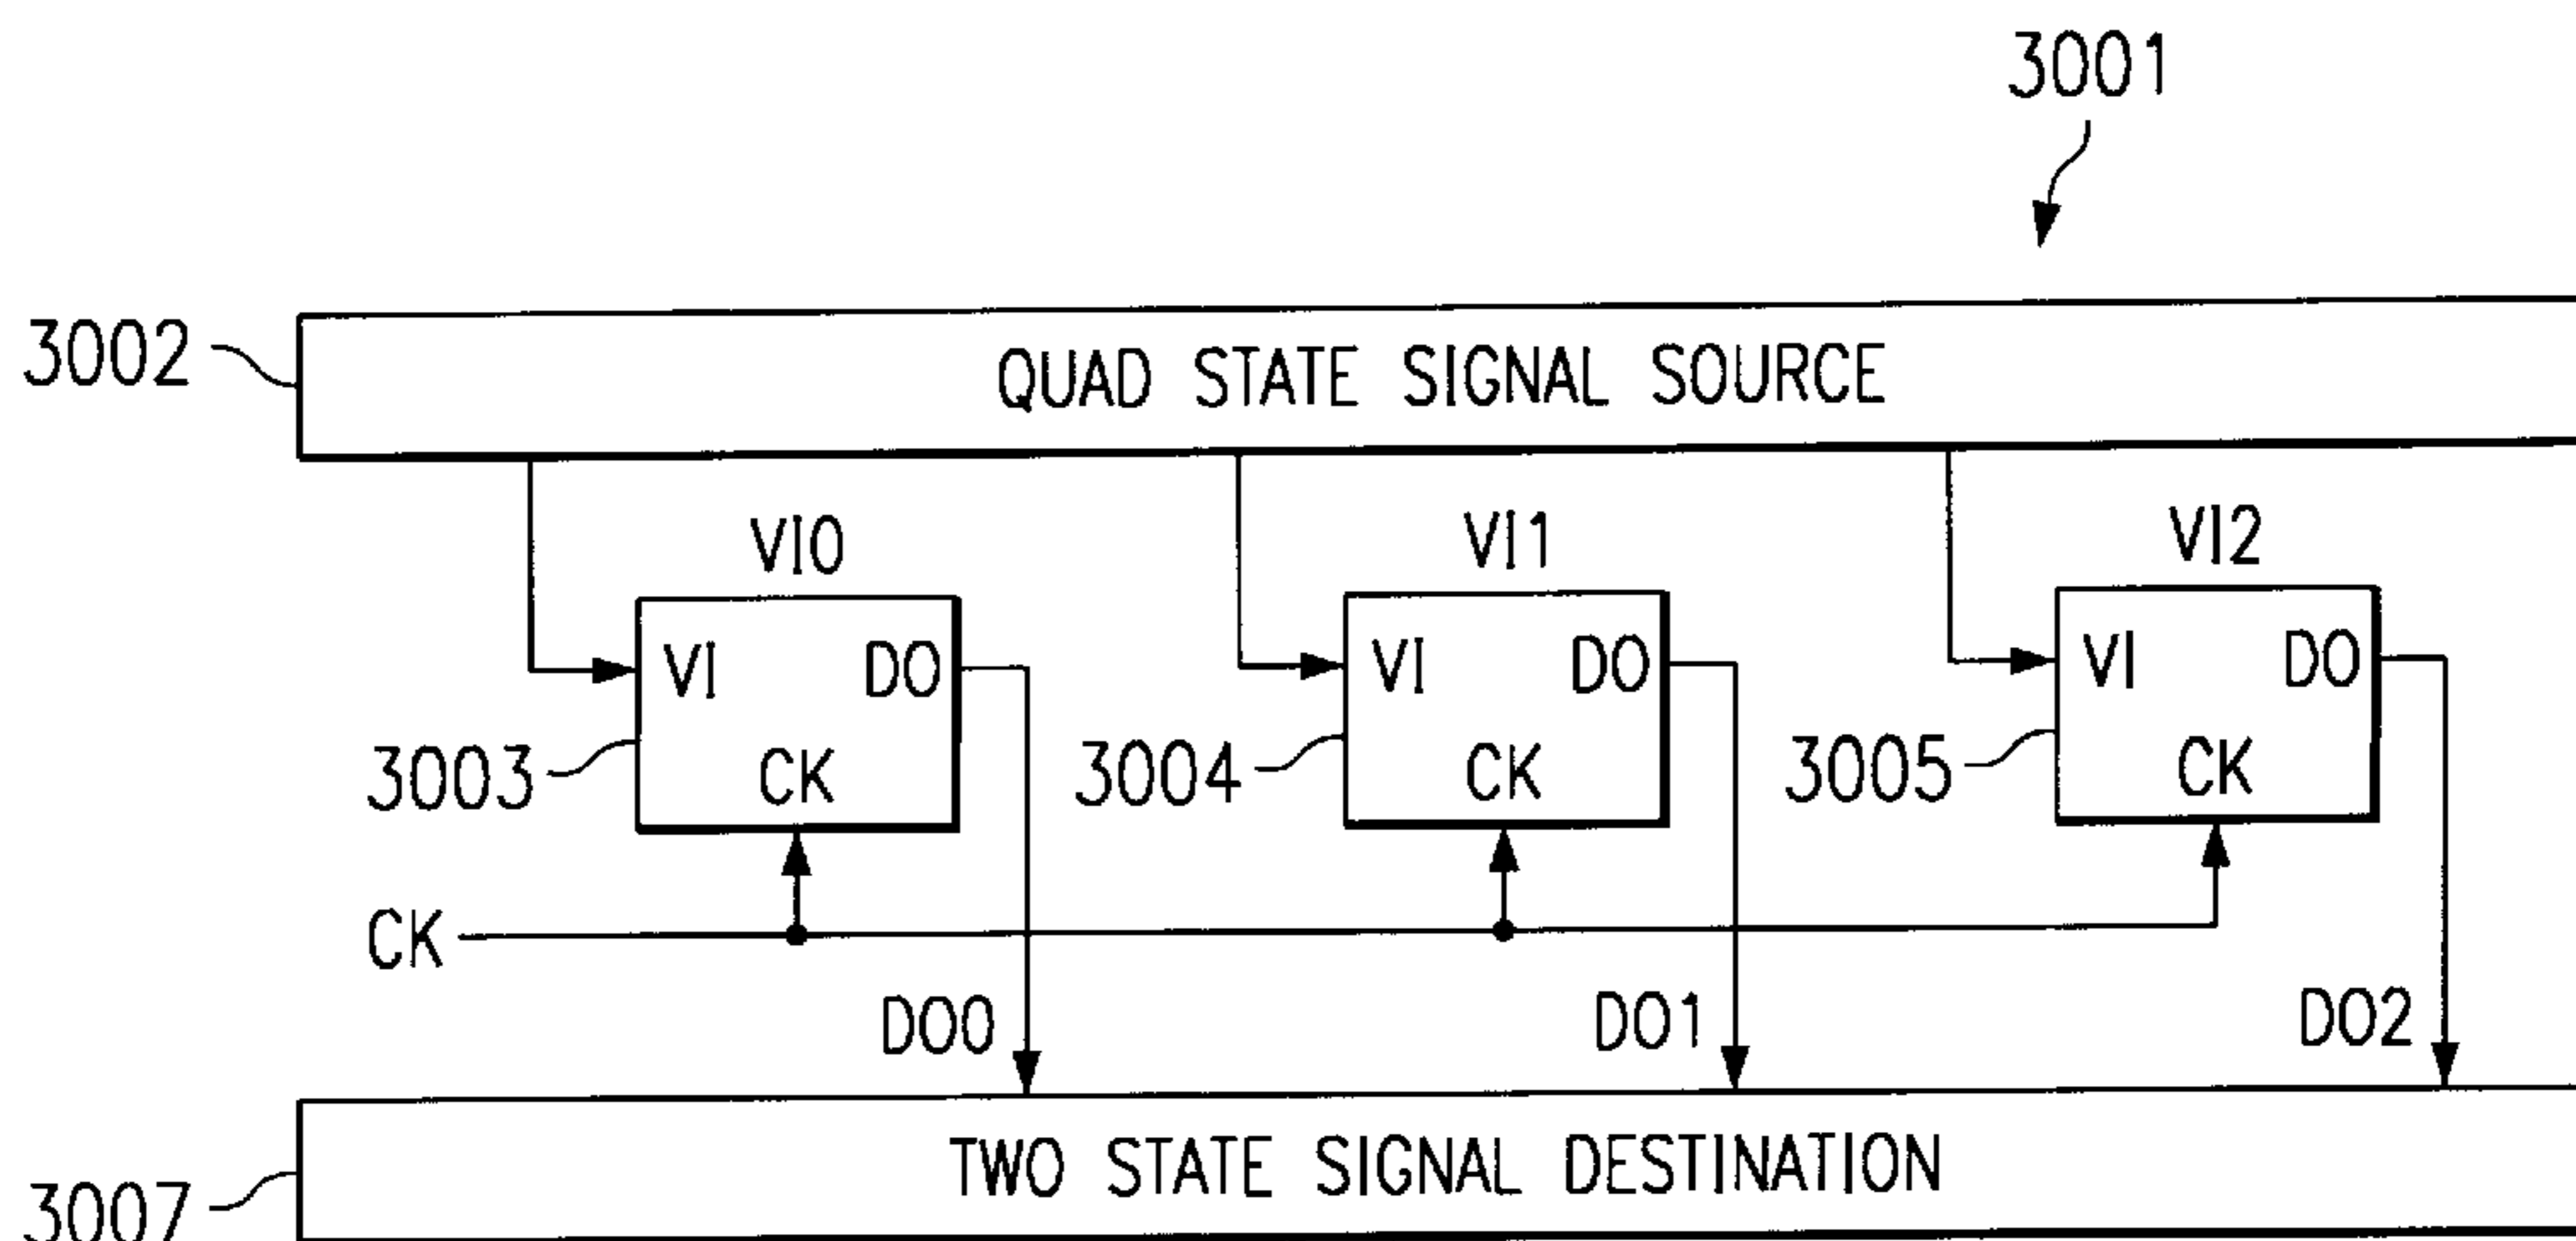 3001
3002
QUAD STATE SIGNAL SOURCE
VI0
VI1
VI2
VI
DO
CK
3003
VI
DO
CK
3004
VI
DO
CK
3005
CK
DO0
DO1
DO2
TWO STATE SIGNAL DESTINATION
3007